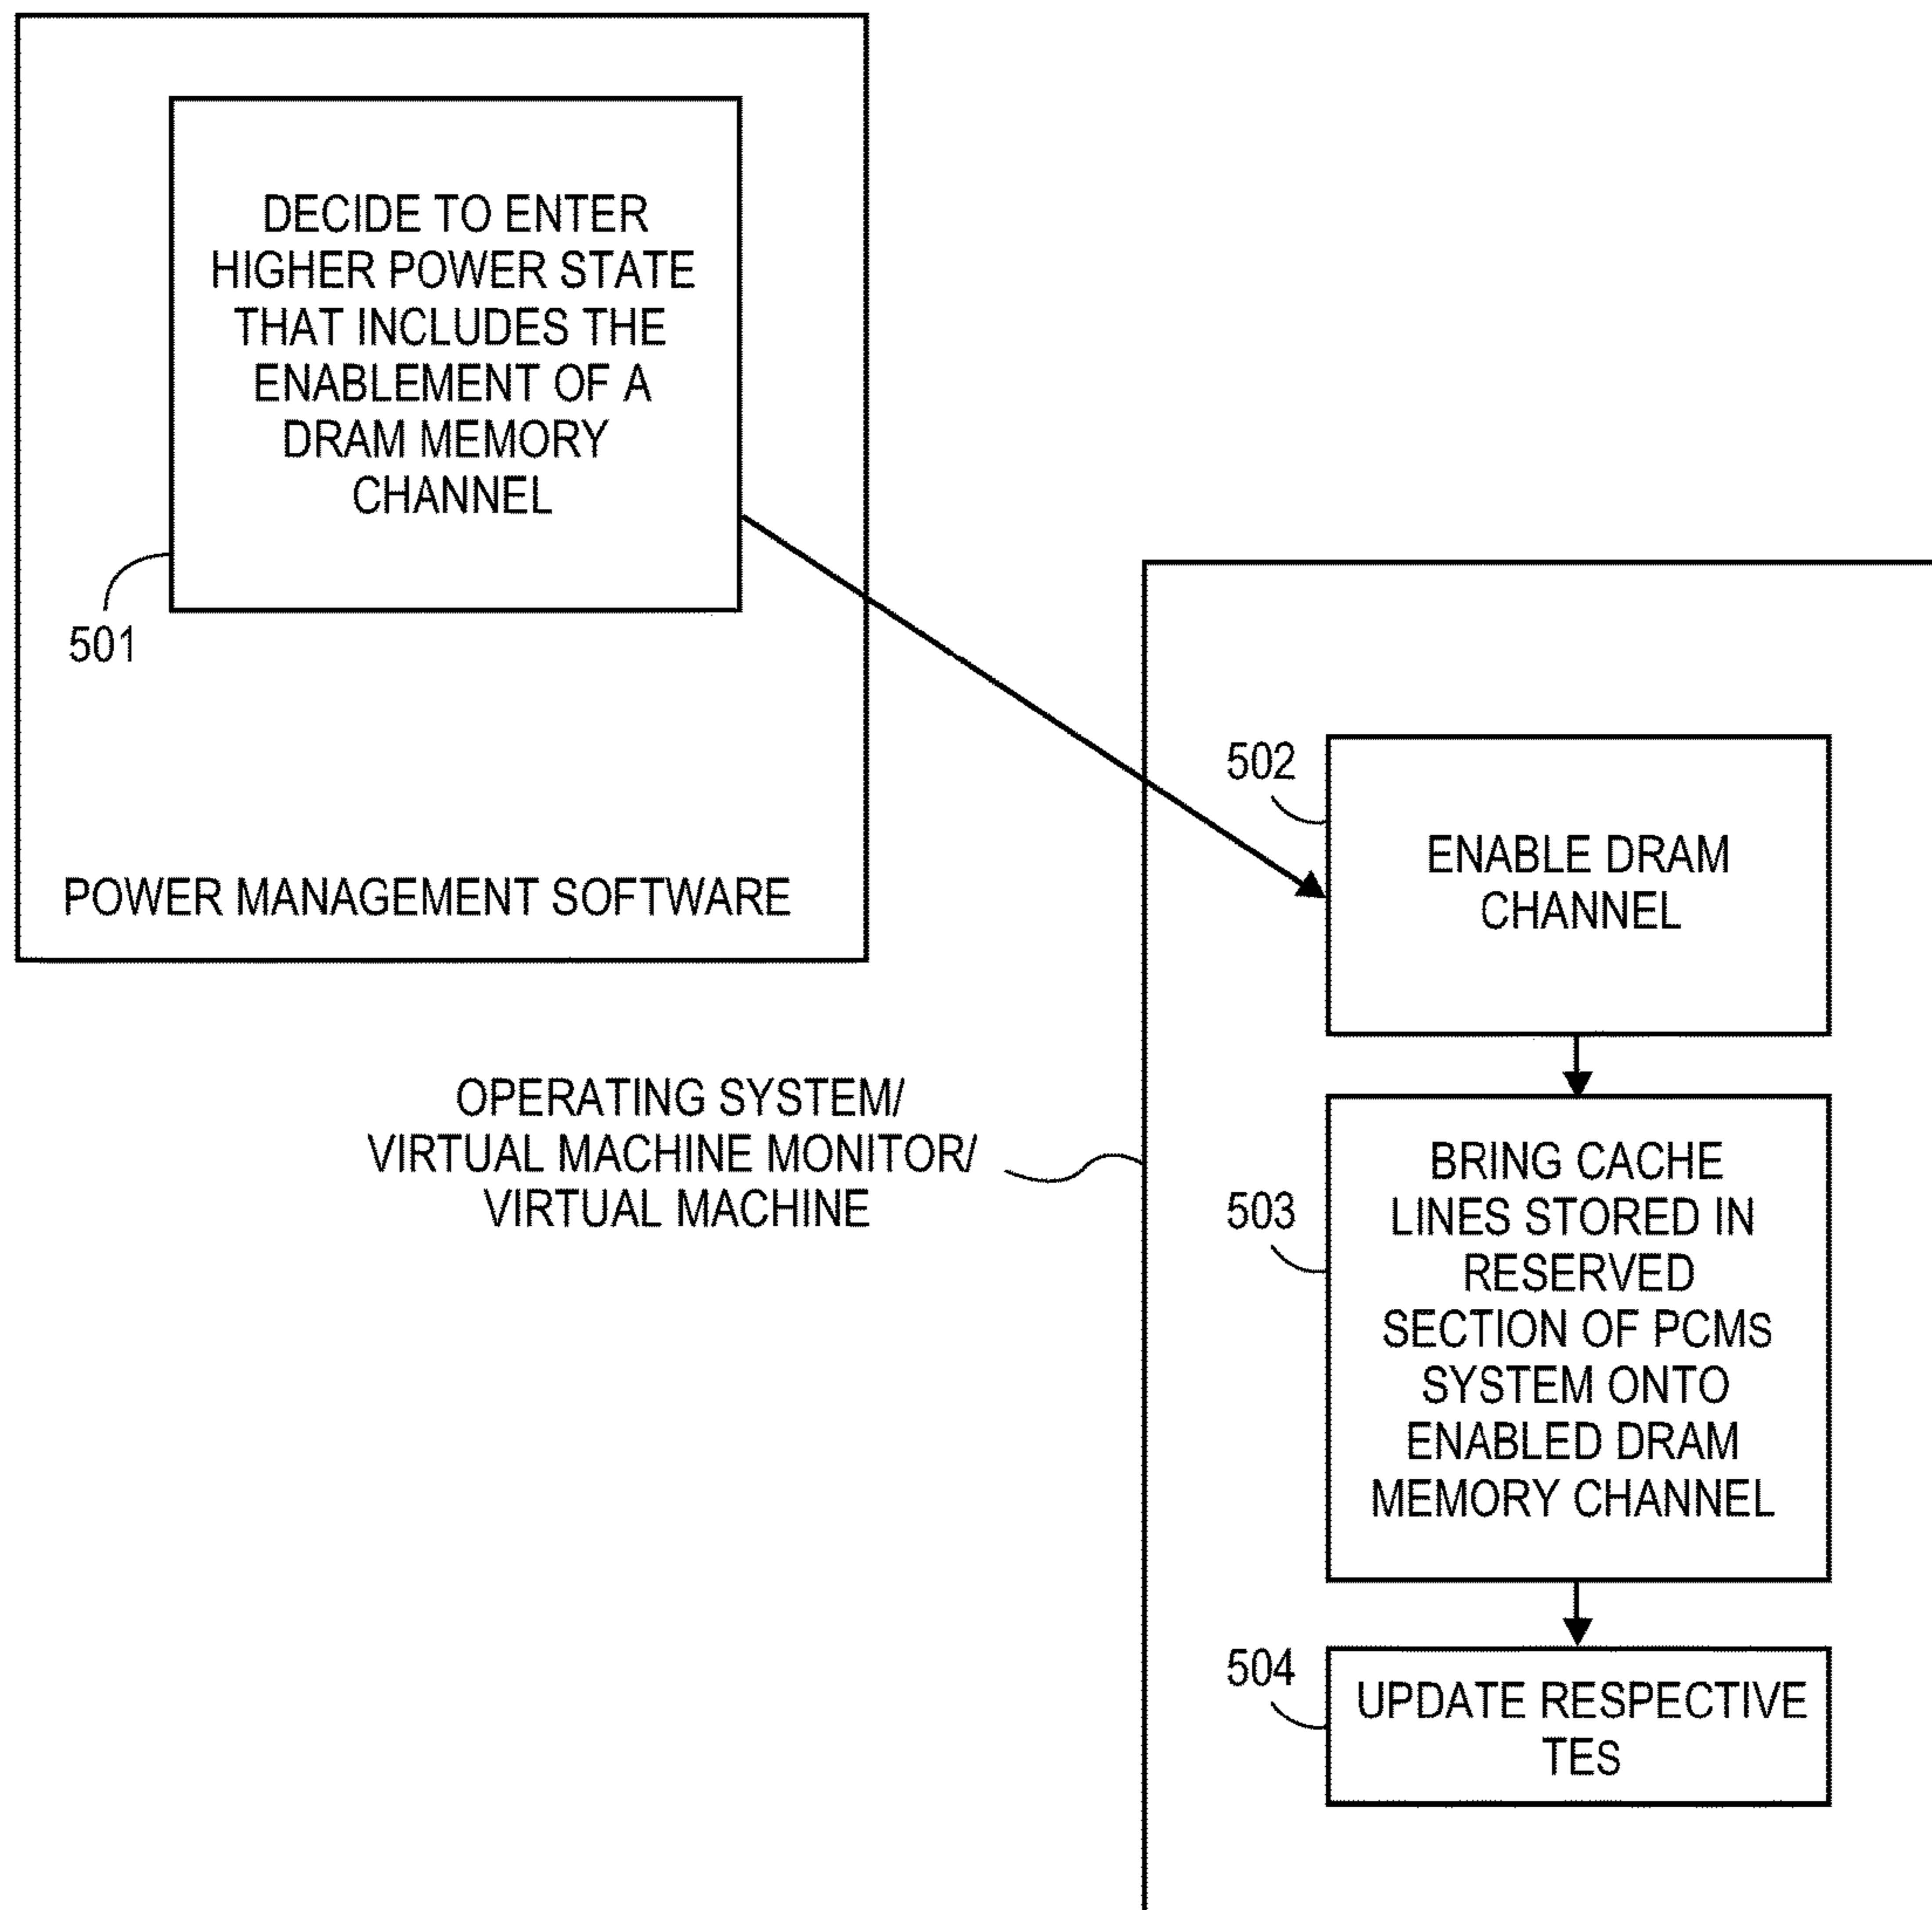 DECIDE TO ENTER
HIGHER POWER STATE
THAT INCLUDES THE
ENABLEMENT OF A
DRAM MEMORY
CHANNEL
501
POWER MANAGEMENT SOFTWARE
OPERATING SYSTEM/
VIRTUAL MACHINE MONITOR/
VIRTUAL MACHINE
502
ENABLE DRAM
CHANNEL
503
BRING CACHE
LINES STORED IN
RESERVED
SECTION OF PCMs
SYSTEM ONTO
ENABLED DRAM
MEMORY CHANNEL
504
UPDATE RESPECTIVE
TEs